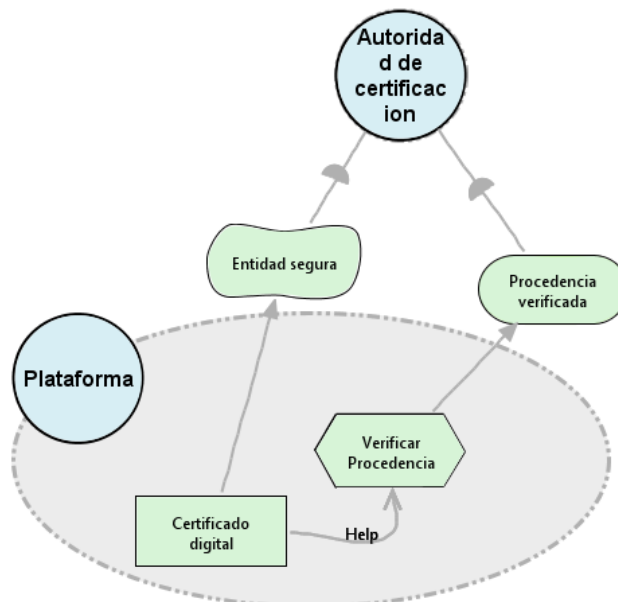 Autorida
d de
certificac
ion
Entidad segura
Procedencia
verificada
Plataforma
Verificar
Procedencia
Certificado
digital
Help